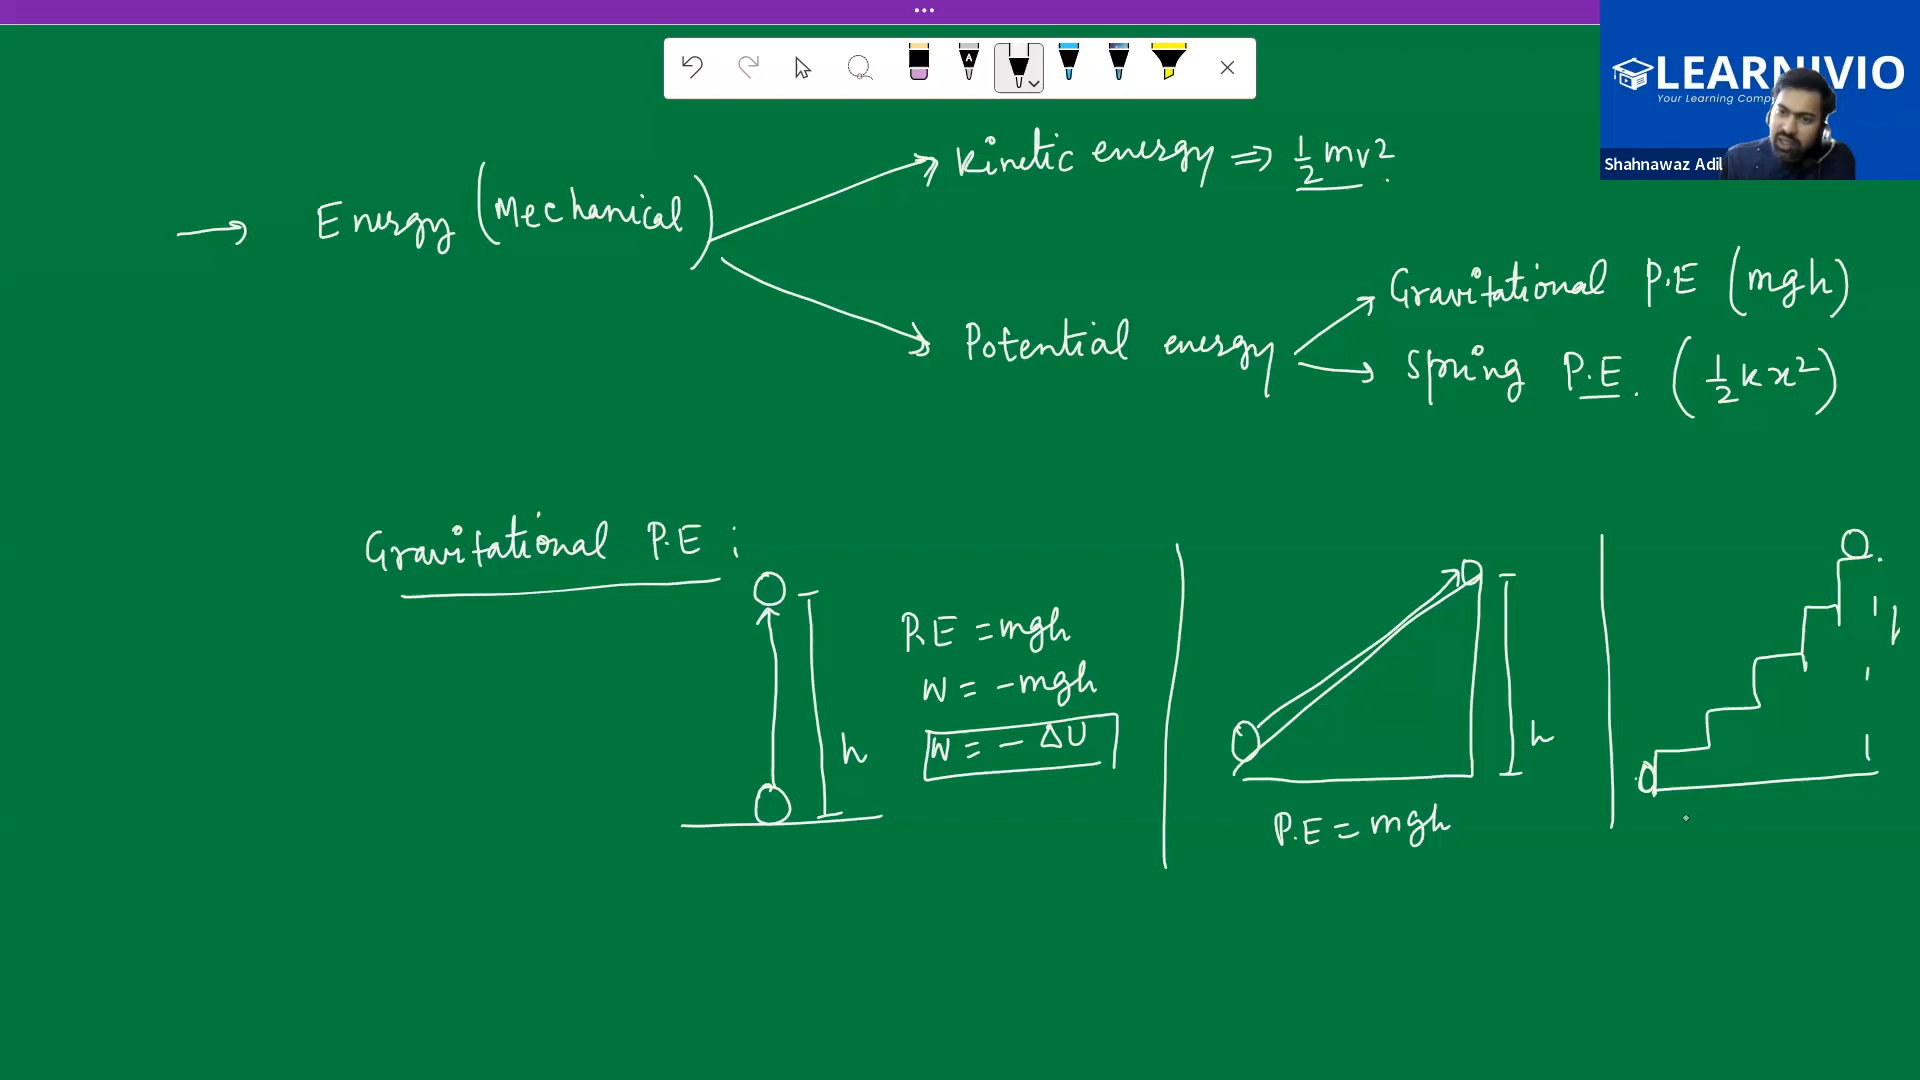 LEARNIVIO
Your Learning Comp
Shahnawaz Adil
A
→ Energy (Mechanical)
Kinetic energy ⇒ 1/2 mv²
Potential energy
Gravitational P.E (mgh)
Spring P.E. (1/2 kx²)
Gravitational P.E :
P.E = mgh
W = -mgh
W = - ΔU
h
h
P.E = mgh